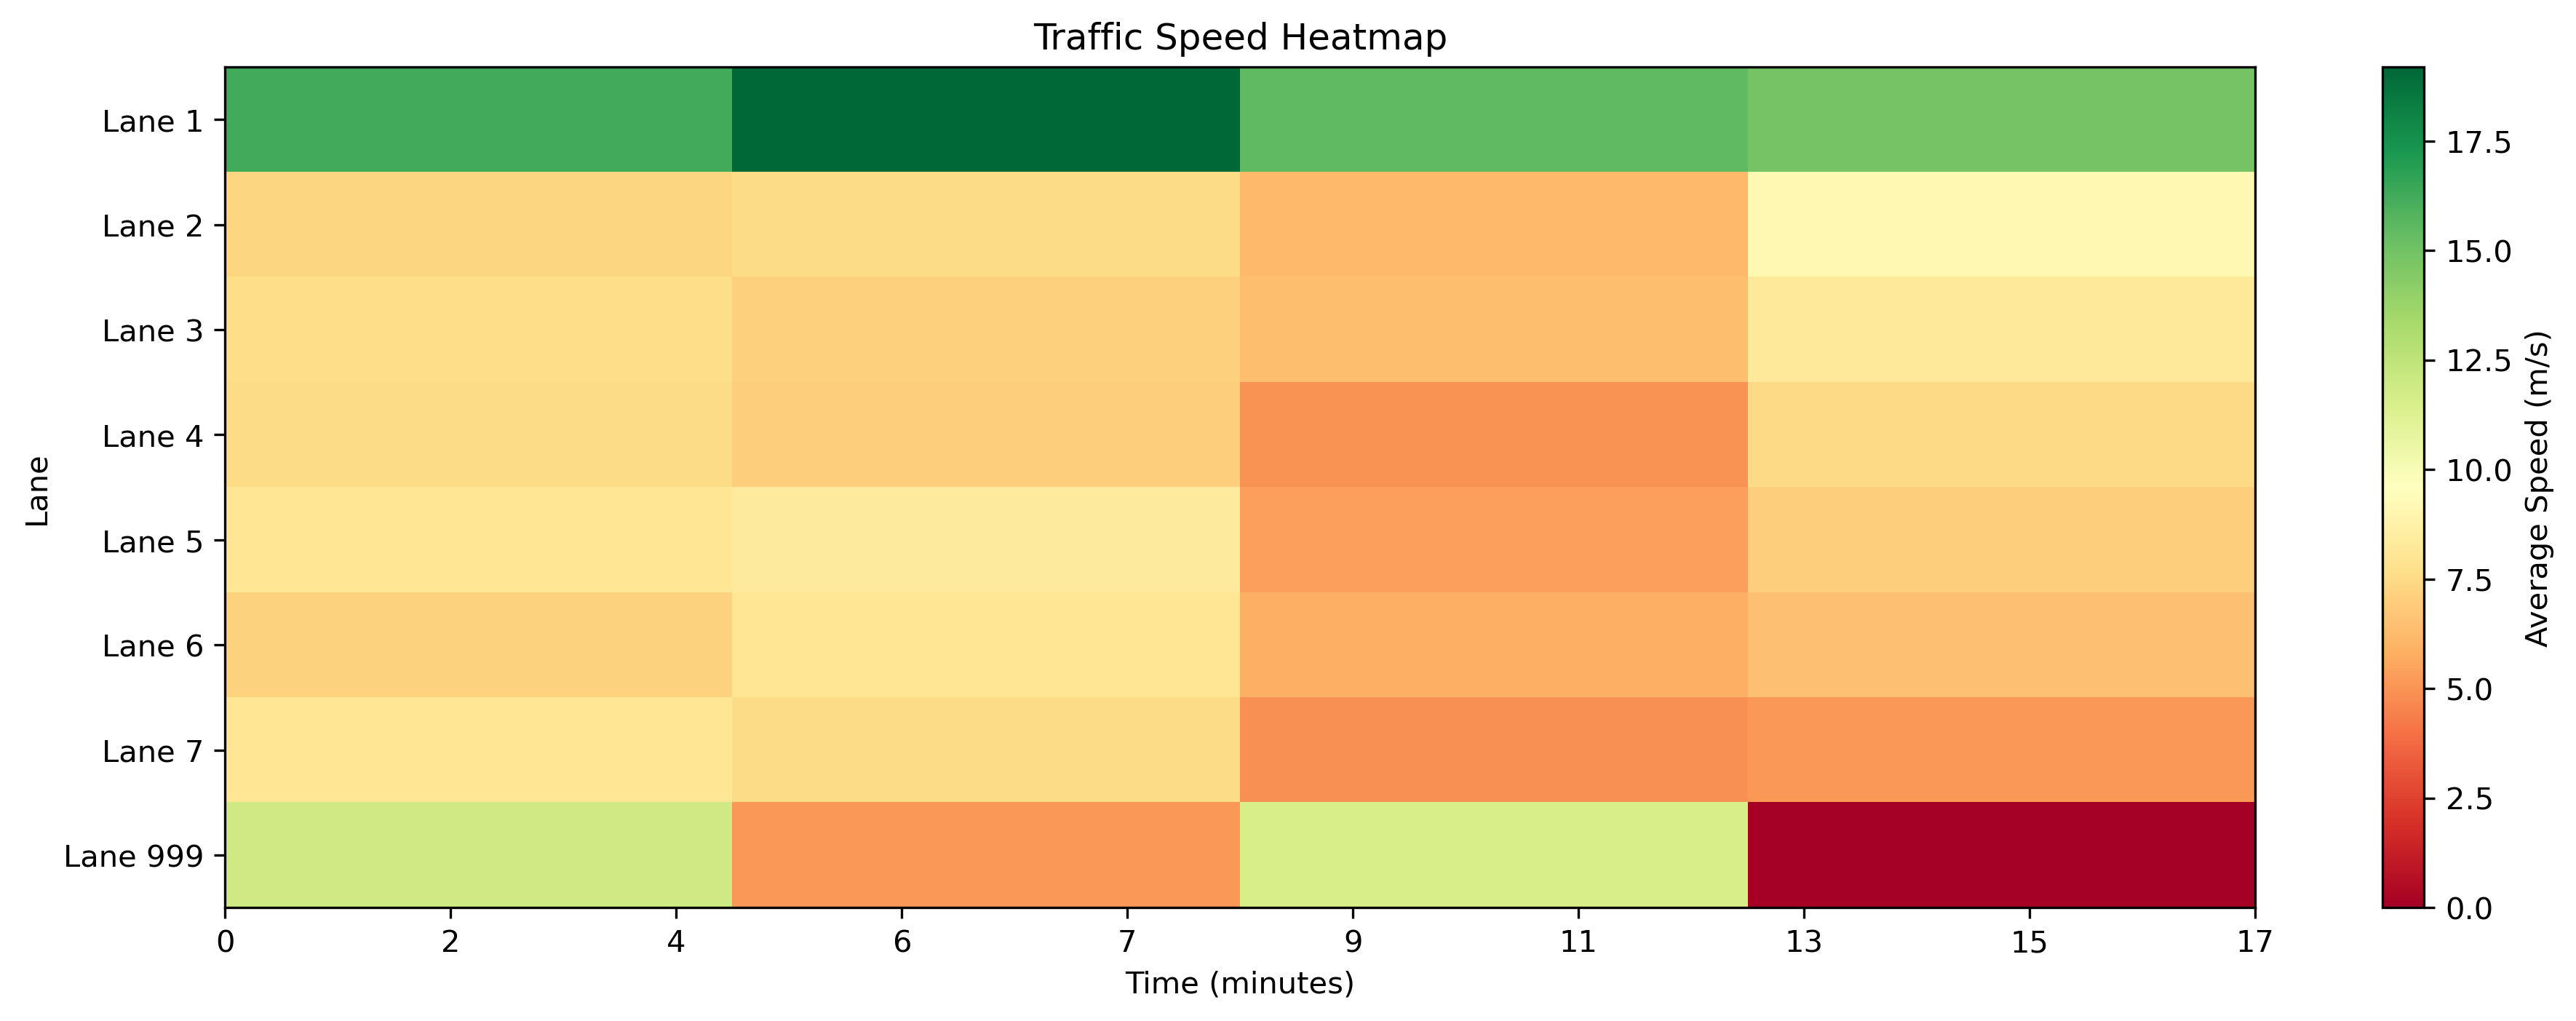 Traffic Speed Heatmap
Lane 1
Lane 2
Lane 3
Lane 4
Lane 5
Lane 6
Lane 7
Lane 999
Lane
0 2 4 6 7 9 11 13 15 17
Time (minutes)
17.5
15.0
12.5
10.0
7.5
5.0
2.5
0.0
Average Speed (m/s)